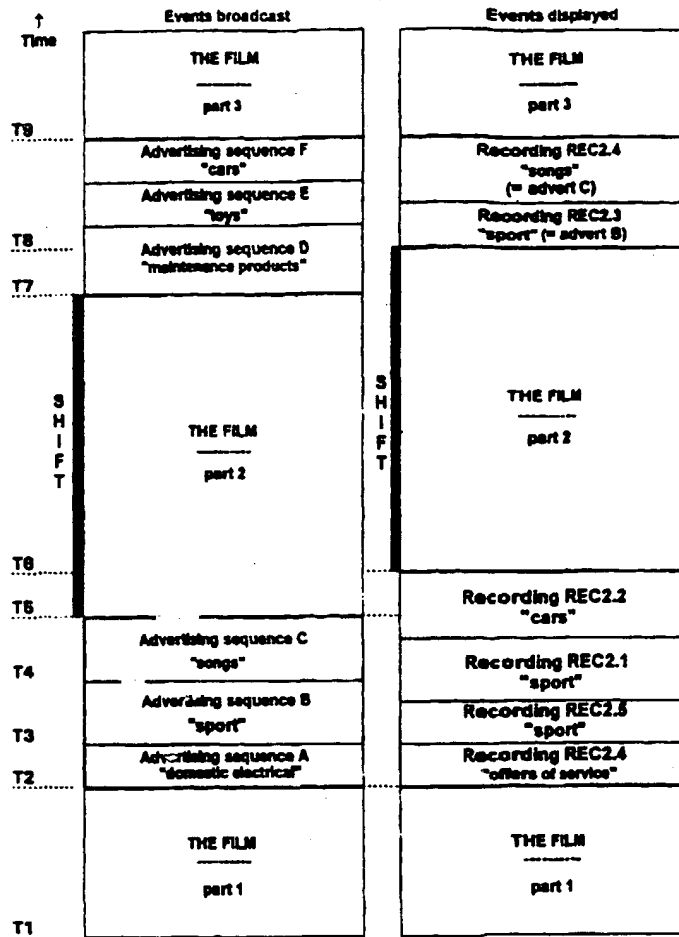 ↑
Time
Events broadcast
Events displayed
THE FILM
part 3
THE FILM
part 3
T9
Advertising sequence F
"cars"
Advertising sequence E
"toys"
T8
Advertising sequence D
"maintenance products"
T7
Recording REC2.4
"songs"
(= advert C)
Recording REC2.3
"sport" (= advert B)
SHIFT
THE FILM
part 2
SHIFT
THE FILM
part 2
T6
T5
Advertising sequence C
"songs"
T4
Advertising sequence B
"sport"
T3
Advertising sequence A
"domestic electrical"
T2
Recording REC2.2
"cars"
Recording REC2.1
"sport"
Recording REC2.5
"sport"
Recording REC2.4
"offers of service"
THE FILM
part 1
THE FILM
part 1
T1